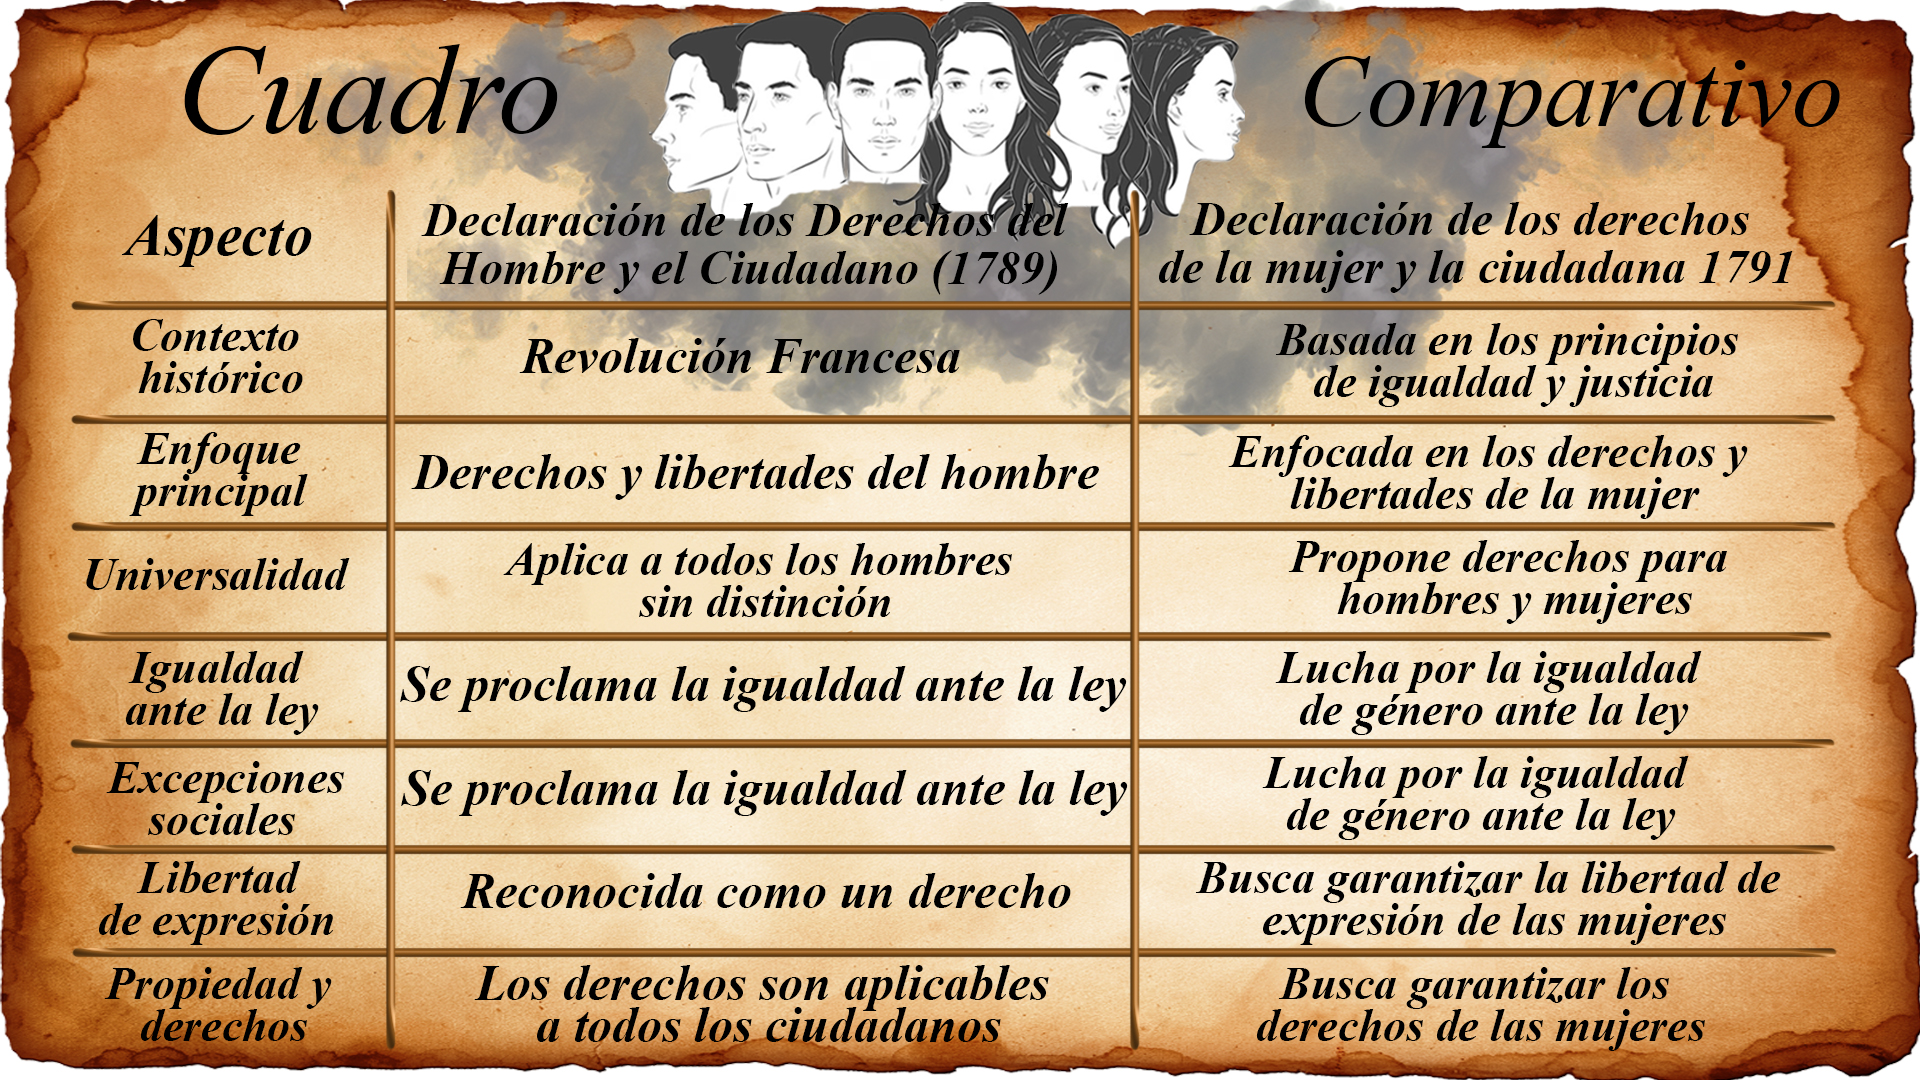 Cuadro Comparativo
Aspecto
Declaración de los Derechos del
Hombre y el Ciudadano (1789)
Declaración de los derechos
de la mujer y la ciudadana 1791
Contexto
histórico
Revolución Francesa
Basada en los principios
de igualdad y justicia
Enfoque
principal
Derechos y libertades del hombre
Enfocada en los derechos y
libertades de la mujer
Universalidad
Aplica a todos los hombres
sin distinción
Propone derechos para
hombres y mujeres
Igualdad
ante la ley
Se proclama la igualdad ante la ley
Lucha por la igualdad
de género ante la ley
Excepciones
sociales
Se proclama la igualdad ante la ley
Lucha por la igualdad
de género ante la ley
Libertad
de expresión
Reconocida como un derecho
Busca garantizar la libertad de
expresión de las mujeres
Propiedad y
derechos
Los derechos son aplicables
a todos los ciudadanos
Busca garantizar los
derechos de las mujeres